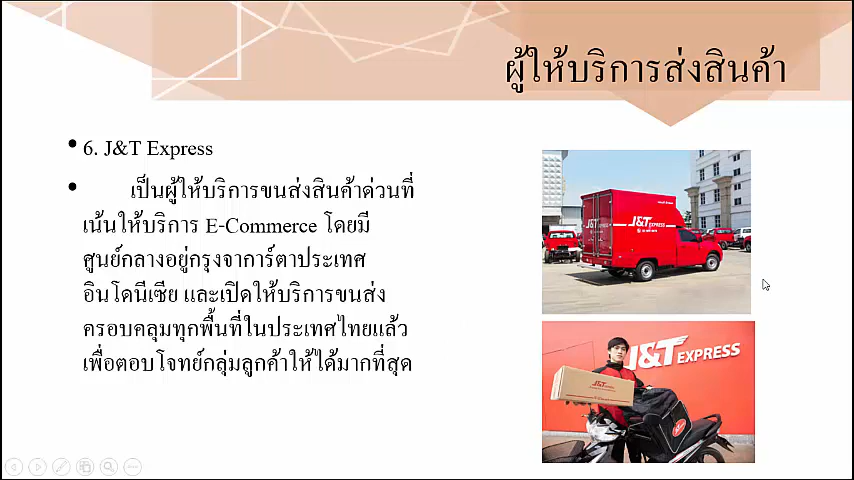 ผู้ให้บริการส่งสินค้า
• 6. J&T Express
• เป็นผู้ให้บริการขนส่งสินค้าด่วนที่
เน้นให้บริการ E-Commerce โดยมี
ศูนย์กลางอยู่กรุงจาการ์ตาประเทศ
อินโดนีเซีย และเปิดให้บริการขนส่ง
ครอบคลุมทุกพื้นที่ในประเทศไทยแล้ว
เพื่อตอบโจทย์กลุ่มลูกค้าให้ได้มากที่สุด
J&T EXPRESS
J&T EXPRESS
J&T EXPRESS
J&T EXPRESS